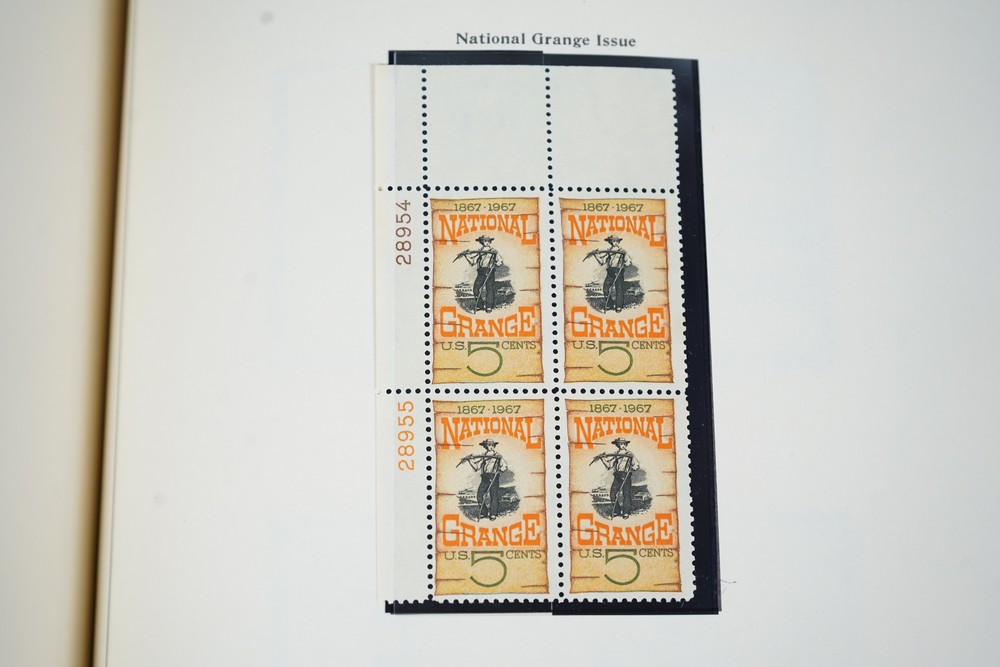 National Grange Issue
28954
1867·1967
NATIONAL
GRANGE
U.S. 5 CENTS
1867·1967
NATIONAL
GRANGE
U.S. 5 CENTS
28955
1867·1967
NATIONAL
GRANGE
U.S. 5 CENTS
1867·1967
NATIONAL
GRANGE
U.S. 5 CENTS